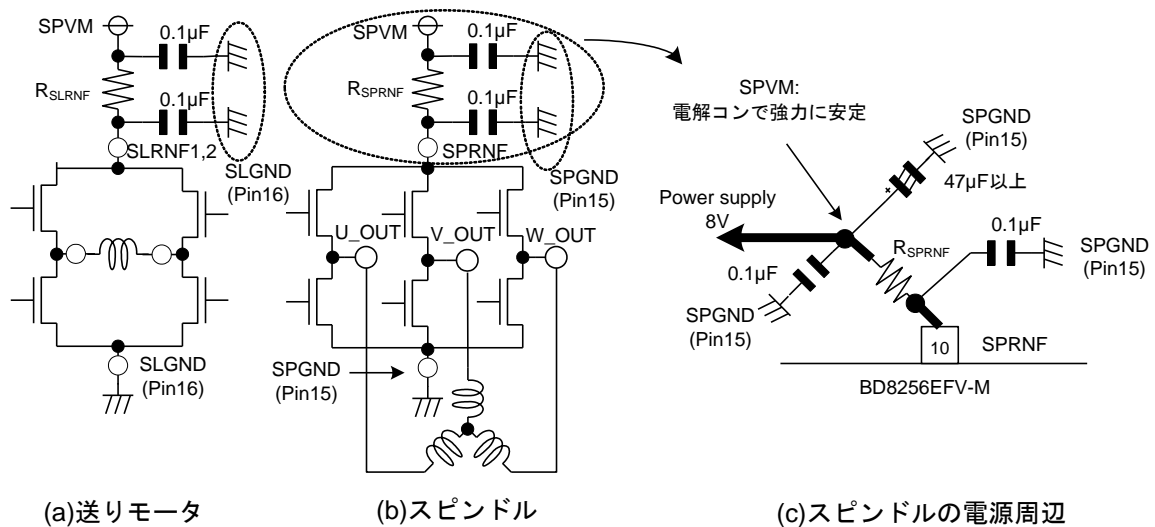 SPVM
0.1µF
RSLRNF
0.1µF
SLRNF1,2
SLGND
(Pin16)
SLGND
(Pin16)
(a)送りモータ
SPVM
0.1µF
RSPRNF
0.1µF
SPRNF
SPGND
(Pin15)
U_OUT
V_OUT
W_OUT
SPGND
(Pin15)
(b)スピンドル
SPVM:
電解コンで強力に安定
SPGND
(Pin15)
+
47µF以上
Power supply
8V
RSPRNF
0.1µF
SPGND
(Pin15)
0.1µF
SPGND
(Pin15)
10
SPRNF
BD8256EFV-M
(c)スピンドルの電源周辺